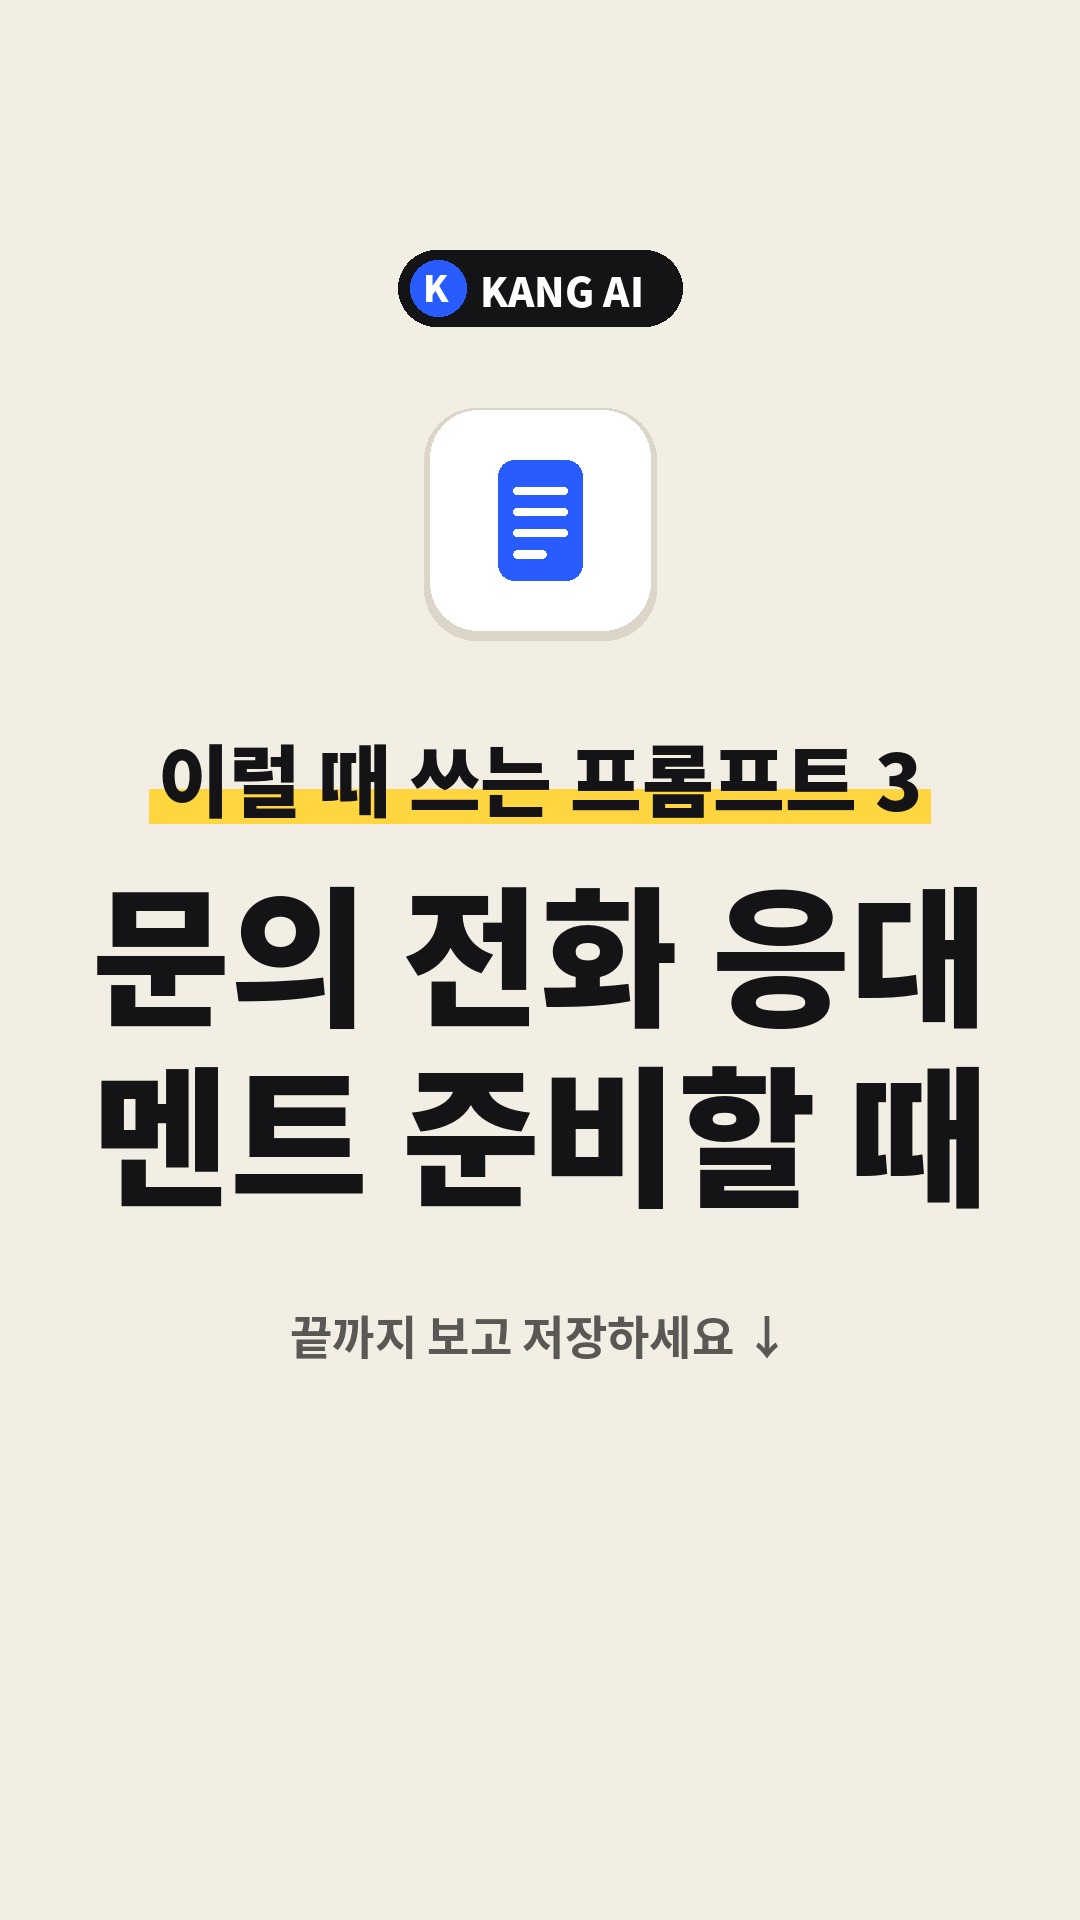 K KANG AI
이럴 때 쓰는 프롬프트 3
문의 전화 응대
멘트 준비할 때
끝까지 보고 저장하세요 ↓